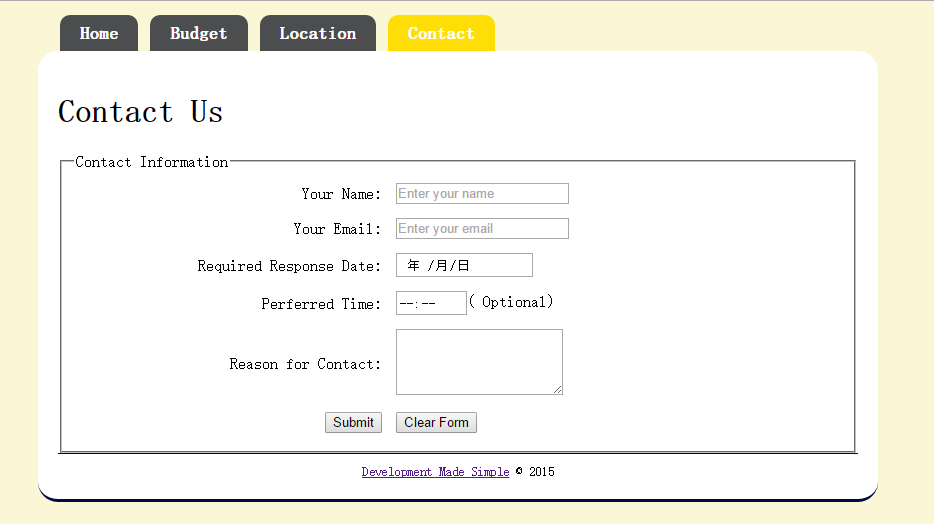 Home Budget Location Contact
Contact Us
Contact Information
Your Name: Enter your name
Your Email: Enter your email
Required Response Date: 年 /月/日
Perferred Time: --:-- ( Optional)
Reason for Contact:
Submit Clear Form
Development Made Simple © 2015